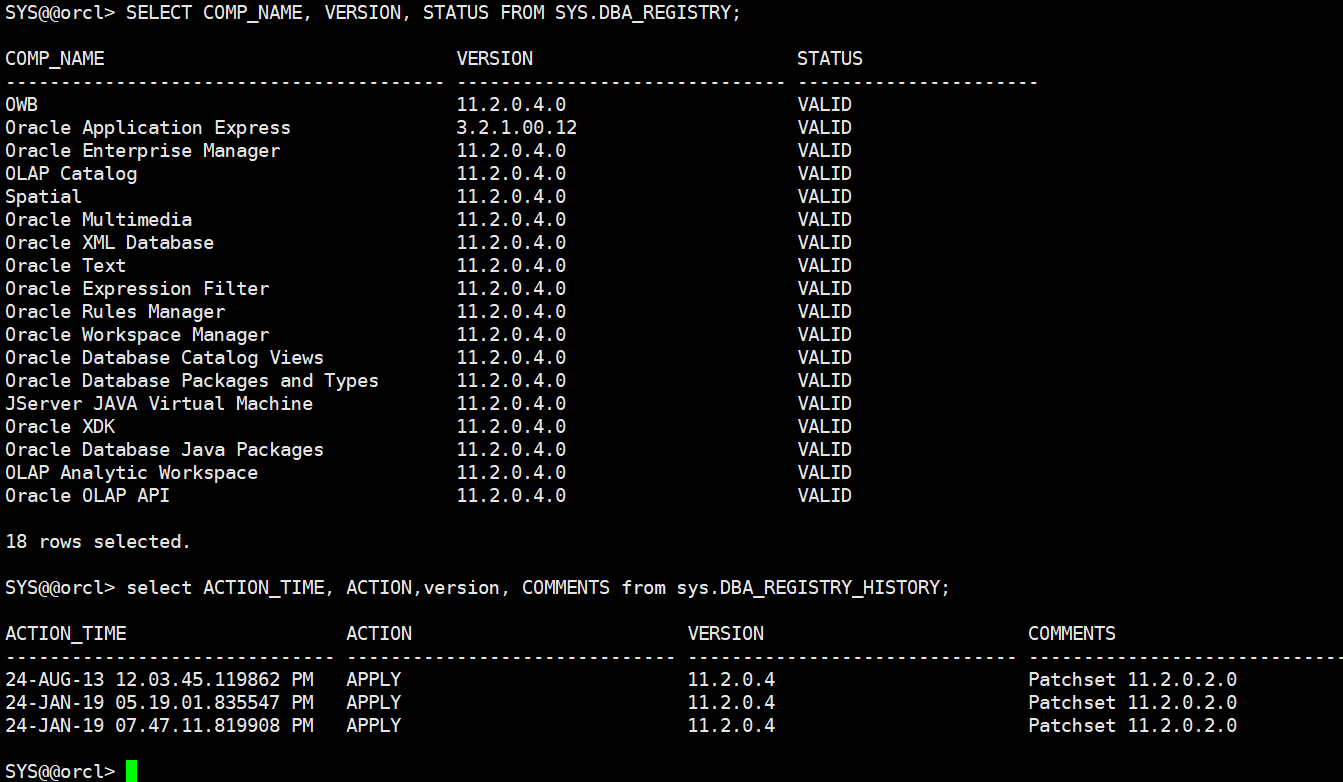 SYS@@orcl> SELECT COMP_NAME, VERSION, STATUS FROM SYS.DBA_REGISTRY;
COMP_NAME                                VERSION                        STATUS
---------------------------------------- ------------------------------ ----------------------
OWB                                      11.2.0.4.0                     VALID
Oracle Application Express               3.2.1.00.12                    VALID
Oracle Enterprise Manager                11.2.0.4.0                     VALID
OLAP Catalog                             11.2.0.4.0                     VALID
Spatial                                  11.2.0.4.0                     VALID
Oracle Multimedia                        11.2.0.4.0                     VALID
Oracle XML Database                      11.2.0.4.0                     VALID
Oracle Text                              11.2.0.4.0                     VALID
Oracle Expression Filter                 11.2.0.4.0                     VALID
Oracle Rules Manager                     11.2.0.4.0                     VALID
Oracle Workspace Manager                 11.2.0.4.0                     VALID
Oracle Database Catalog Views            11.2.0.4.0                     VALID
Oracle Database Packages and Types       11.2.0.4.0                     VALID
JServer JAVA Virtual Machine             11.2.0.4.0                     VALID
Oracle XDK                               11.2.0.4.0                     VALID
Oracle Database Java Packages            11.2.0.4.0                     VALID
OLAP Analytic Workspace                  11.2.0.4.0                     VALID
Oracle OLAP API                          11.2.0.4.0                     VALID
18 rows selected.
SYS@@orcl> select ACTION_TIME, ACTION,version, COMMENTS from sys.DBA_REGISTRY_HISTORY;
ACTION_TIME                    ACTION                         VERSION                        COMMENTS
------------------------------ ------------------------------ ------------------------------ -----------------------------
24-AUG-13 12.03.45.119862 PM   APPLY                          11.2.0.4                       Patchset 11.2.0.2.0
24-JAN-19 05.19.01.835547 PM   APPLY                          11.2.0.4                       Patchset 11.2.0.2.0
24-JAN-19 07.47.11.819908 PM   APPLY                          11.2.0.4                       Patchset 11.2.0.2.0
SYS@@orcl>